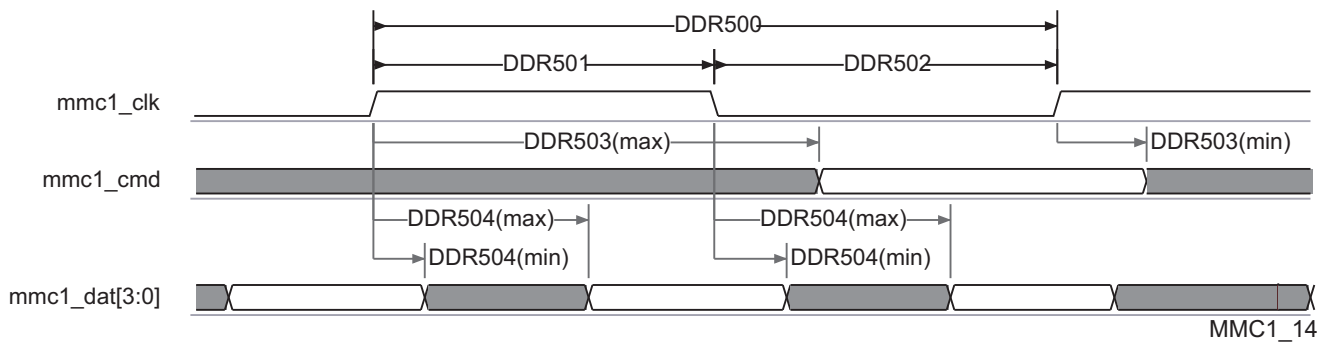 DDR500
DDR501 DDR502
mmc1_clk
DDR503(max) DDR503(min)
mmc1_cmd
DDR504(max) DDR504(max)
DDR504(min) DDR504(min)
mmc1_dat[3:0]
MMC1_14